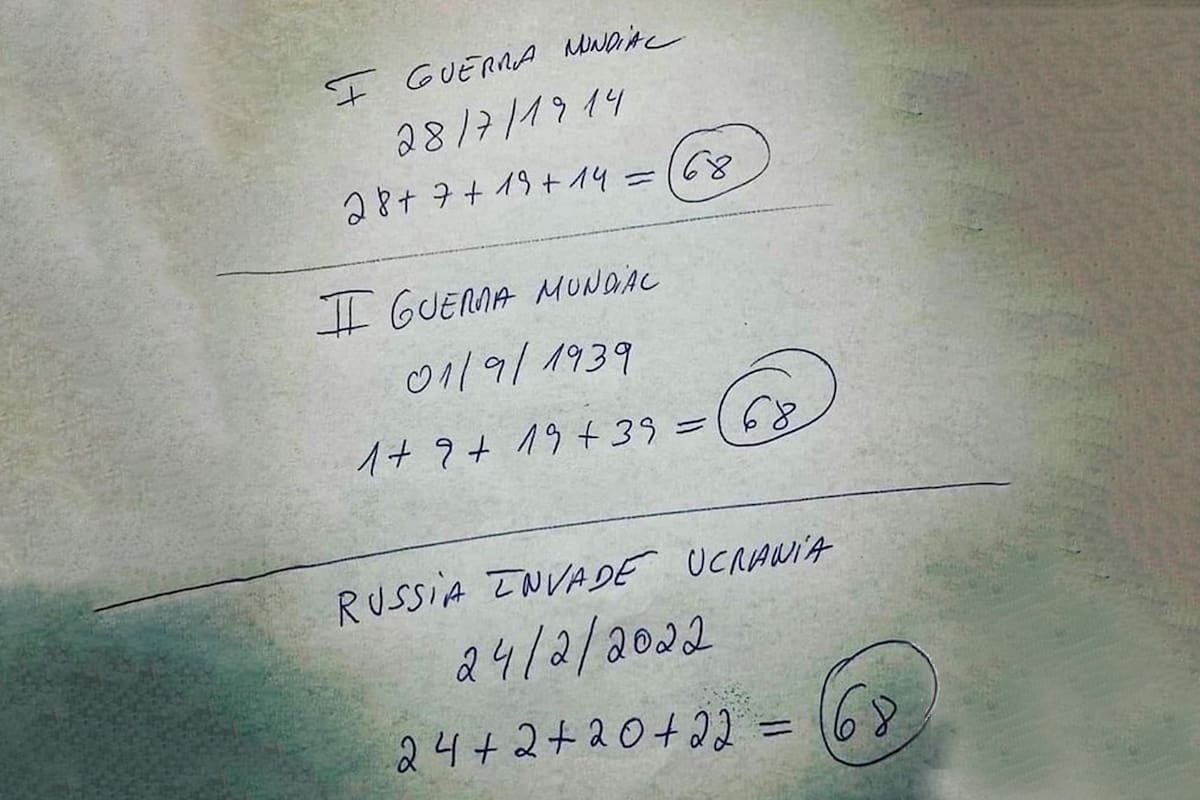 I GUERRA MUNDIAL
28/7/1914
28+7+19+14=68
II GUERRA MUNDIAL
01/9/1939
1+9+19+39=68
RUSSIA INVADE UCRANIA
24/2/2022
24+2+20+22=68